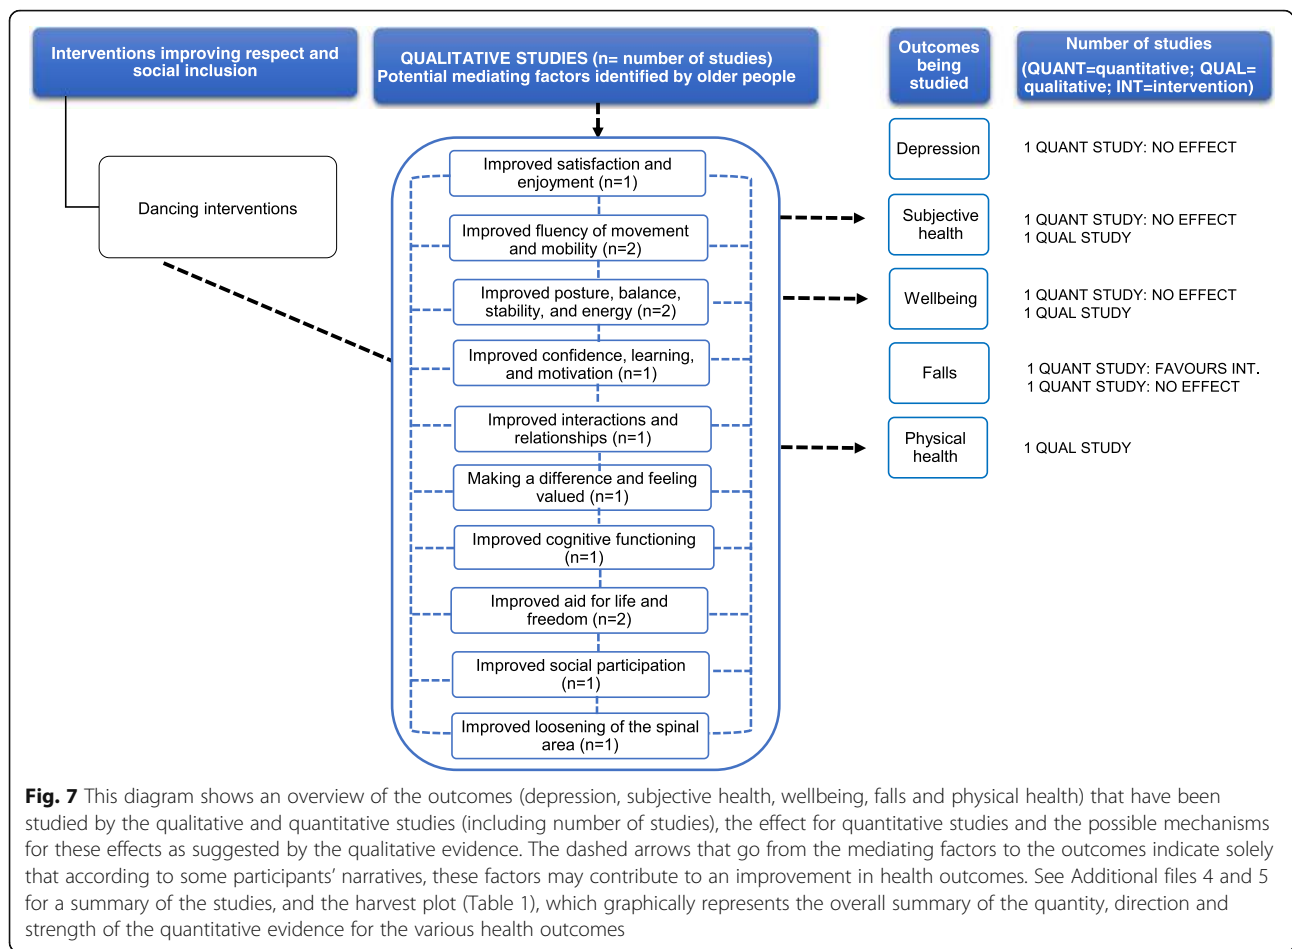 Interventions improving respect and
social inclusion
QUALITATIVE STUDIES (n= number of studies)
Potential mediating factors identified by older people
Outcomes
being
studied
Number of studies
(QUANT=quantitative; QUAL=
qualitative; INT=intervention)
Dancing interventions
Improved satisfaction and
enjoyment (n=1)
Improved fluency of movement
and mobility (n=2)
Improved posture, balance,
stability, and energy (n=2)
Improved confidence, learning,
and motivation (n=1)
Improved interactions and
relationships (n=1)
Making a difference and feeling
valued (n=1)
Improved cognitive functioning
(n=1)
Improved aid for life and
freedom (n=2)
Improved social participation
(n=1)
Improved loosening of the spinal
area (n=1)
Depression
1 QUANT STUDY: NO EFFECT
Subjective
health
1 QUANT STUDY: NO EFFECT
1 QUAL STUDY
Wellbeing
1 QUANT STUDY: NO EFFECT
1 QUAL STUDY
Falls
1 QUANT STUDY: FAVOURS INT.
1 QUANT STUDY: NO EFFECT
Physical
health
1 QUAL STUDY
Fig. 7 This diagram shows an overview of the outcomes (depression, subjective health, wellbeing, falls and physical health) that have been
studied by the qualitative and quantitative studies (including number of studies), the effect for quantitative studies and the possible mechanisms
for these effects as suggested by the qualitative evidence. The dashed arrows that go from the mediating factors to the outcomes indicate solely
that according to some participants’ narratives, these factors may contribute to an improvement in health outcomes. See Additional files 4 and 5
for a summary of the studies, and the harvest plot (Table 1), which graphically represents the overall summary of the quantity, direction and
strength of the quantitative evidence for the various health outcomes